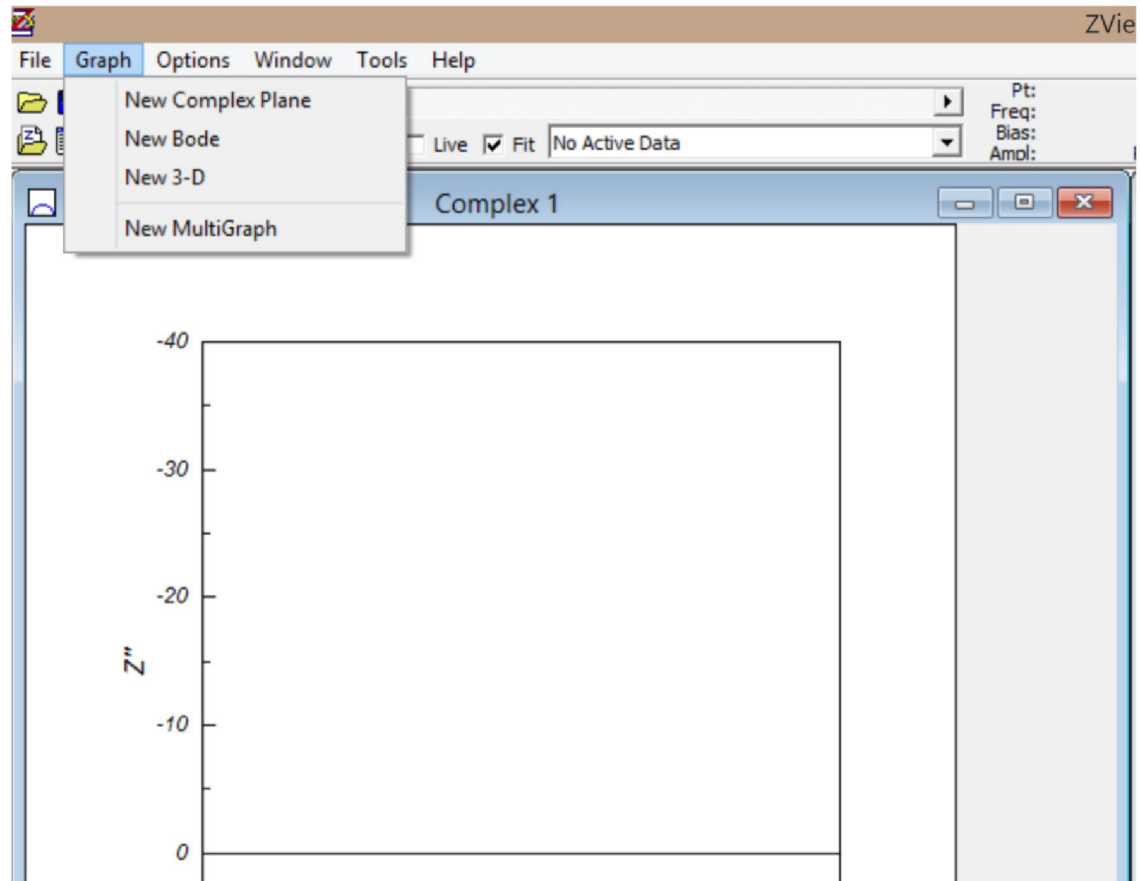 ZVie
File Graph Options Window Tools Help
New Complex Plane
New Bode
New 3-D
New MultiGraph
Live Fit No Active Data
Pt:
Freq:
Bias:
Ampl:
Complex 1
-40
-30
-20
Z"
-10
0